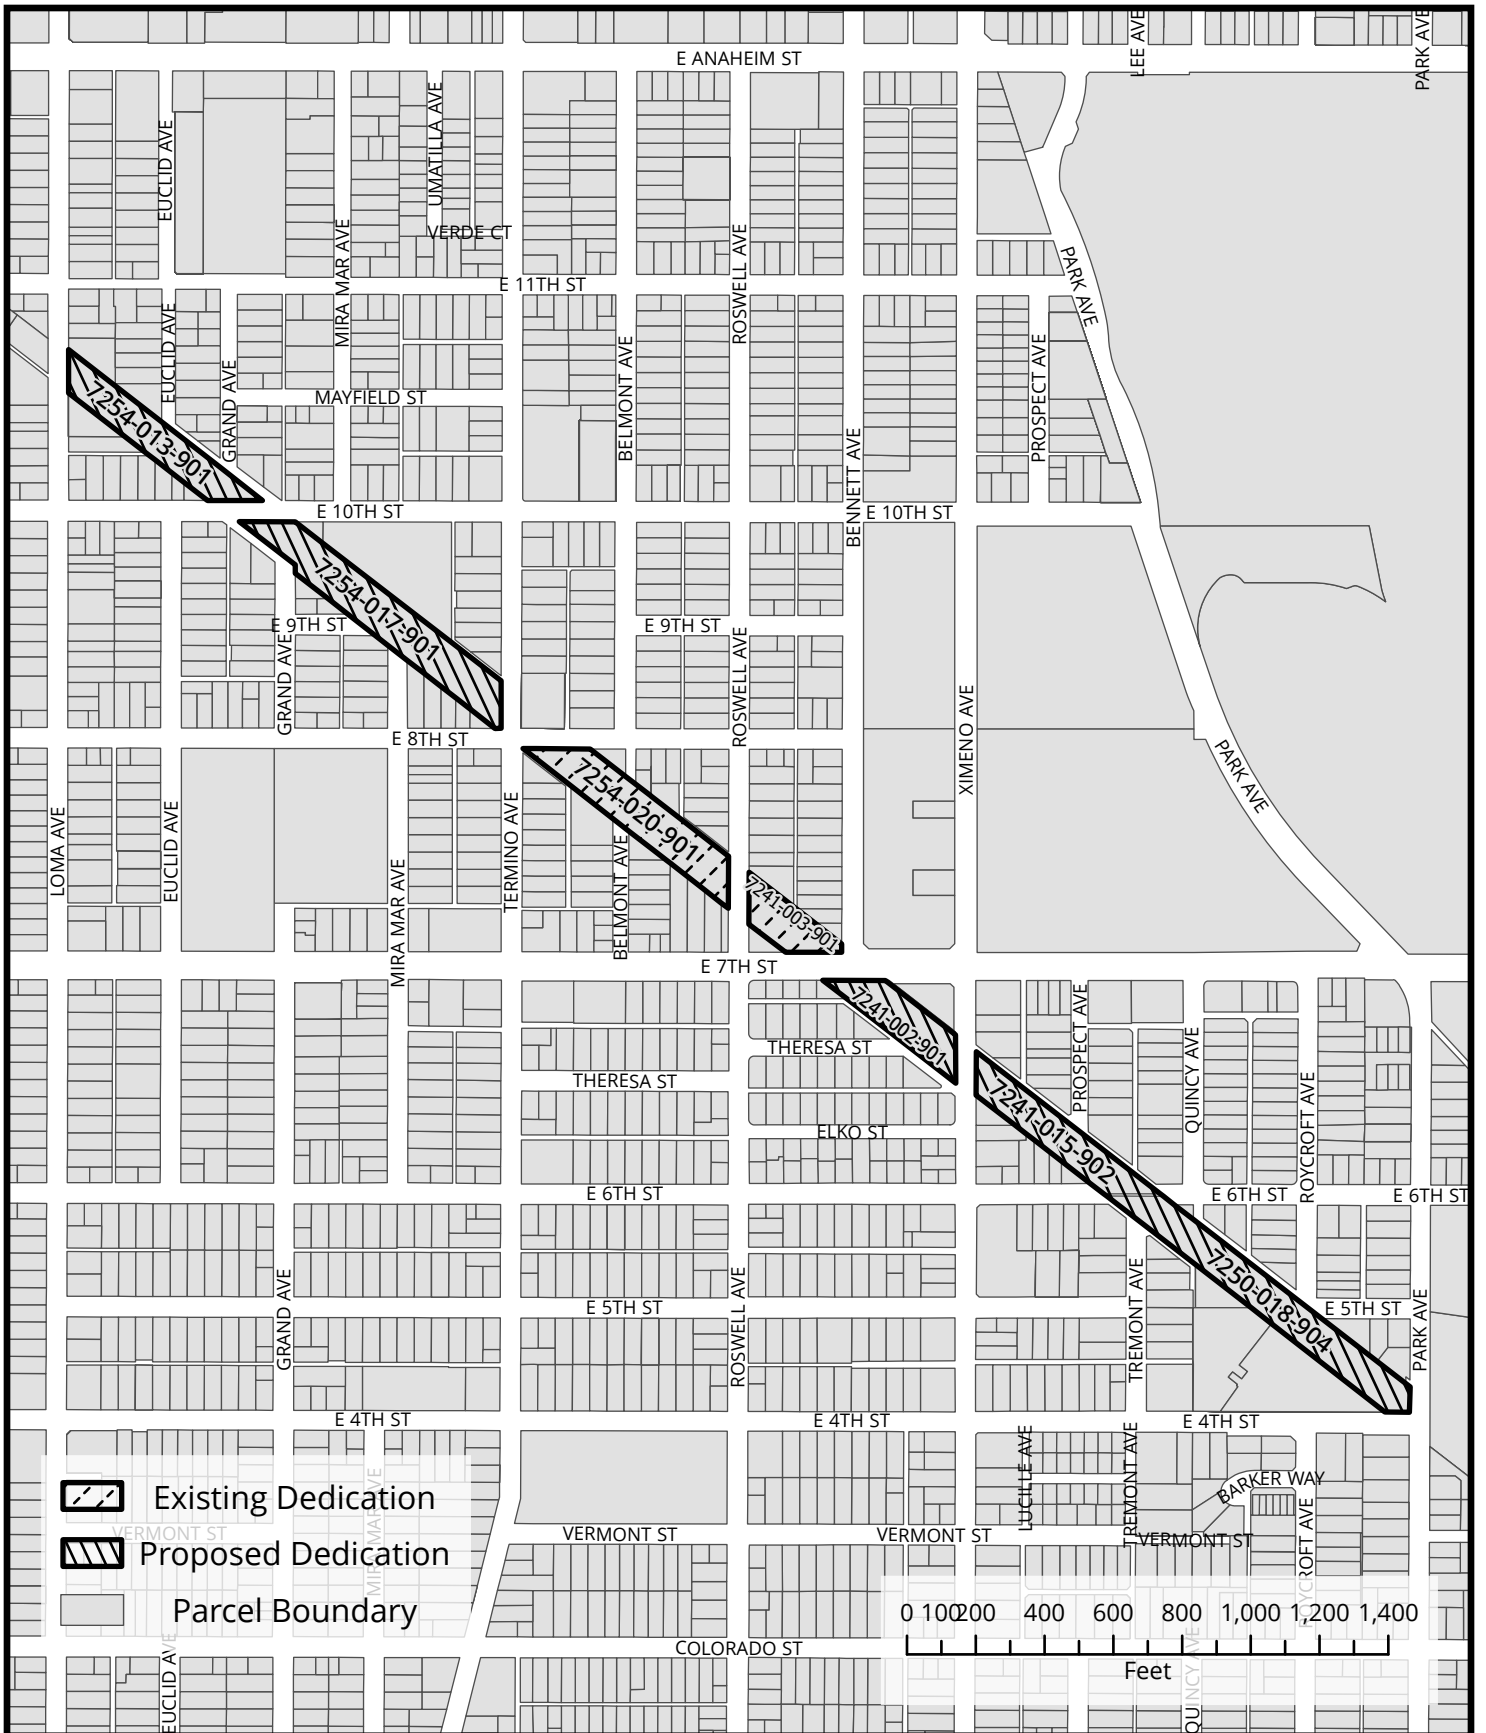 E ANAHEIM ST
LEE AVE
PARK AVE
EUCLID AVE
UMATILLA AVE
VERDE CT
MIRA MAR AVE
ROSWELL AVE
E 11TH ST
PARK AVE
EUCLID AVE
GRAND AVE
MAYFIELD ST
BELMONT AVE
PROSPECT AVE
BENNETT AVE
7254-013-901
E 10TH ST
E 10TH ST
7254-017-901
E 9TH ST
E 9TH ST
GRAND AVE
ROSWELL AVE
XIMENO AVE
E 8TH ST
PARK AVE
7254-020-901
LOMA AVE
EUCLID AVE
MIRA MAR AVE
TERMINO AVE
BELMONT AVE
7241-003-901
E 7TH ST
7241-002-901
THERESA ST
THERESA ST
PROSPECT AVE
QUINCY AVE
ROYCROFT AVE
7241-015-902
ELKO ST
E 6TH ST
E 6TH ST
E 6TH ST
7250-018-904
GRAND AVE
E 5TH ST
ROSWELL AVE
TREMONT AVE
E 5TH ST
PARK AVE
E 4TH ST
E 4TH ST
E 4TH ST
LUCILE AVE
TREMONT AVE
BARKER WAY
ROYCROFT AVE
VERMONT ST
MIRA MAR AVE
VERMONT ST
VERMONT ST
VERMONT ST
Existing Dedication
Proposed Dedication
Parcel Boundary
0 100 200 400 600 800 1,000 1,200 1,400
Feet
COLORADO ST
EUCLID AVE
QUINCY AVE